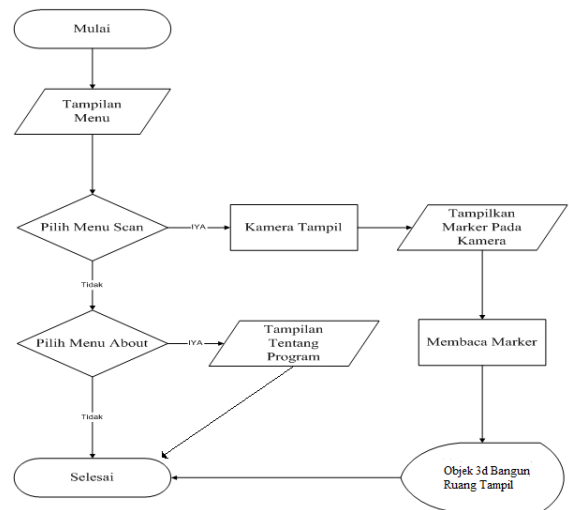 Mulai
Tampilan
Menu
Pilih Menu Scan
IYA
Kamera Tampil
Tampilkan
Marker Pada
Kamera
Tidak
Pilih Menu About
IYA
Tampilan
Tentang
Program
Membaca Marker
Tidak
Selesai
Objek 3d Bangun
Ruang Tampil